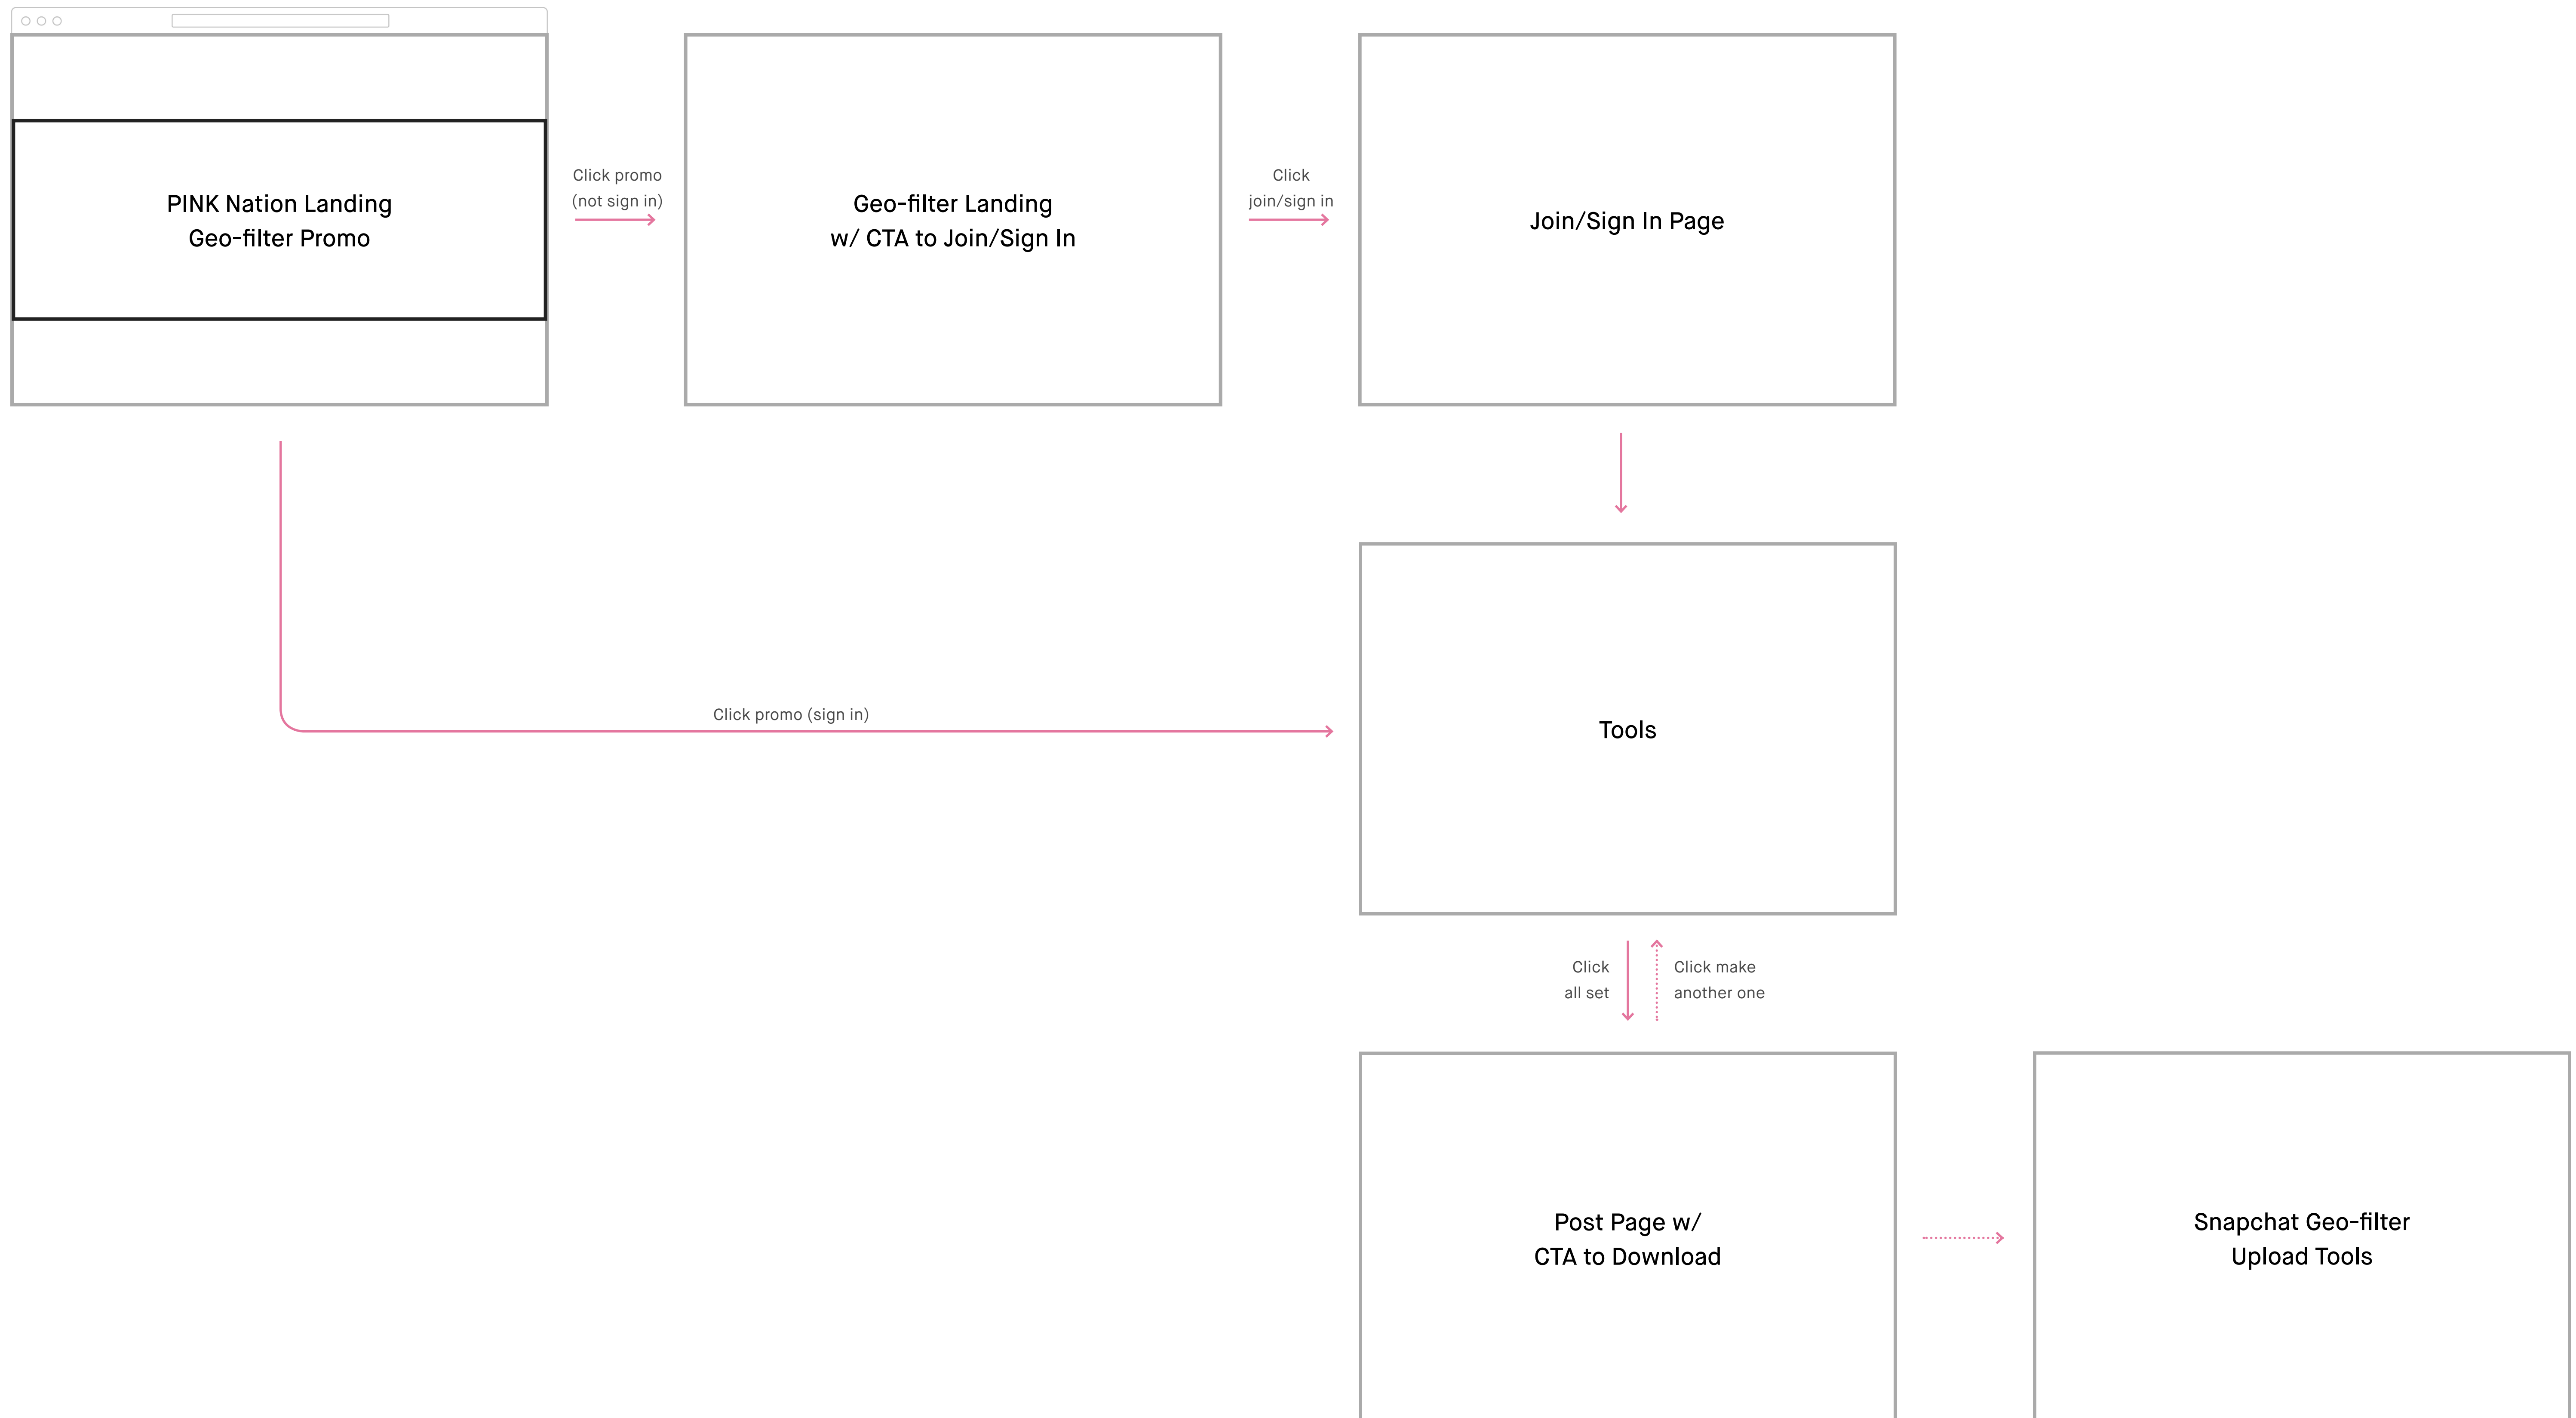 PINK Nation Landing
Geo-filter Promo
Click promo
(not sign in)
Geo-filter Landing
w/ CTA to Join/Sign In
Click
join/sign in
Join/Sign In Page
Click promo (sign in)
Tools
Click
all set
Click make
another one
Post Page w/
CTA to Download
Snapchat Geo-filter
Upload Tools